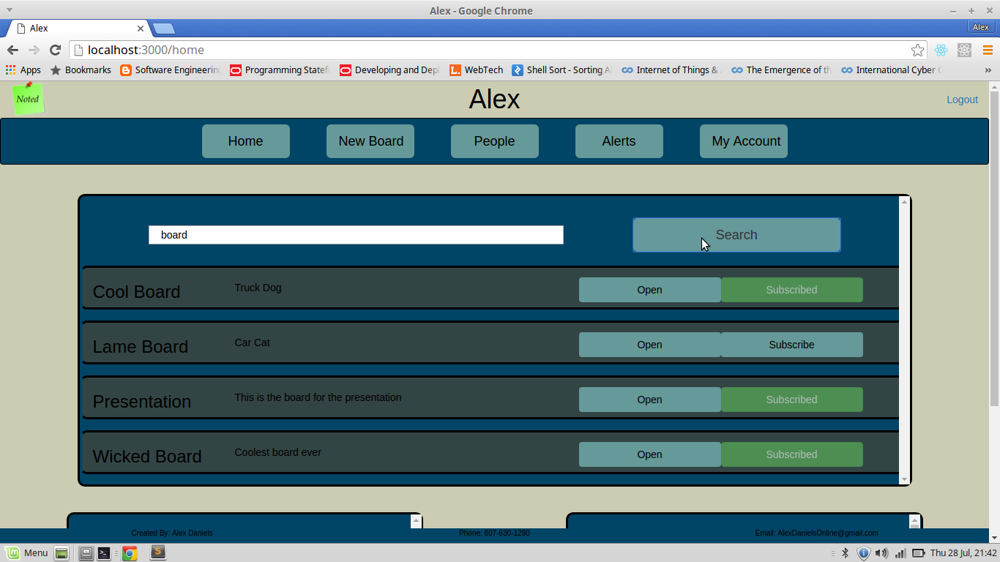 Alex - Google Chrome
Alex
Alex
localhost:3000/home
Apps Bookmarks Software Engineerin Programming Statef Developing and Depl WebTech Shell Sort - Sorting A Internet of Things & The Emergence of th International Cyber
Noted Alex Logout
Home New Board People Alerts My Account
board Search
Cool Board Truck Dog Open Subscribed
Lame Board Car Cat Open Subscribe
Presentation This is the board for the presentation Open Subscribed
Wicked Board Coolest board ever Open Subscribed
Created By: Alex Daniels Phone: 807-630-1290 Email: AlexDanielsOnline@gmail.com
Menu Thu 28 Jul, 21:42